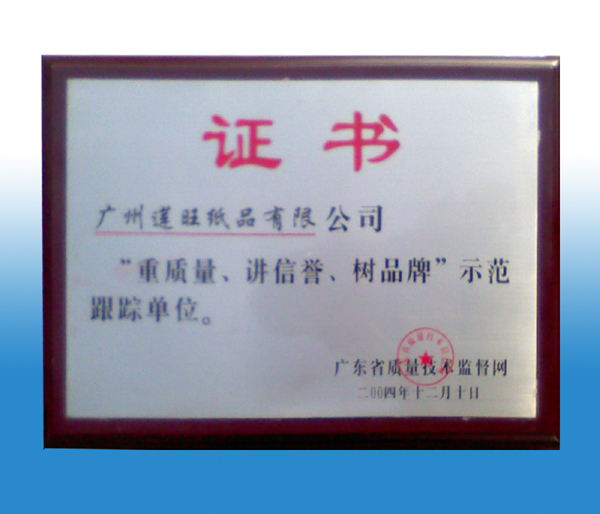 证书
广州莲旺纸品有限公司
“重质量、讲信誉、树品牌”示范
跟踪单位。
广东省质量技术监督网
二00四年十二月十日